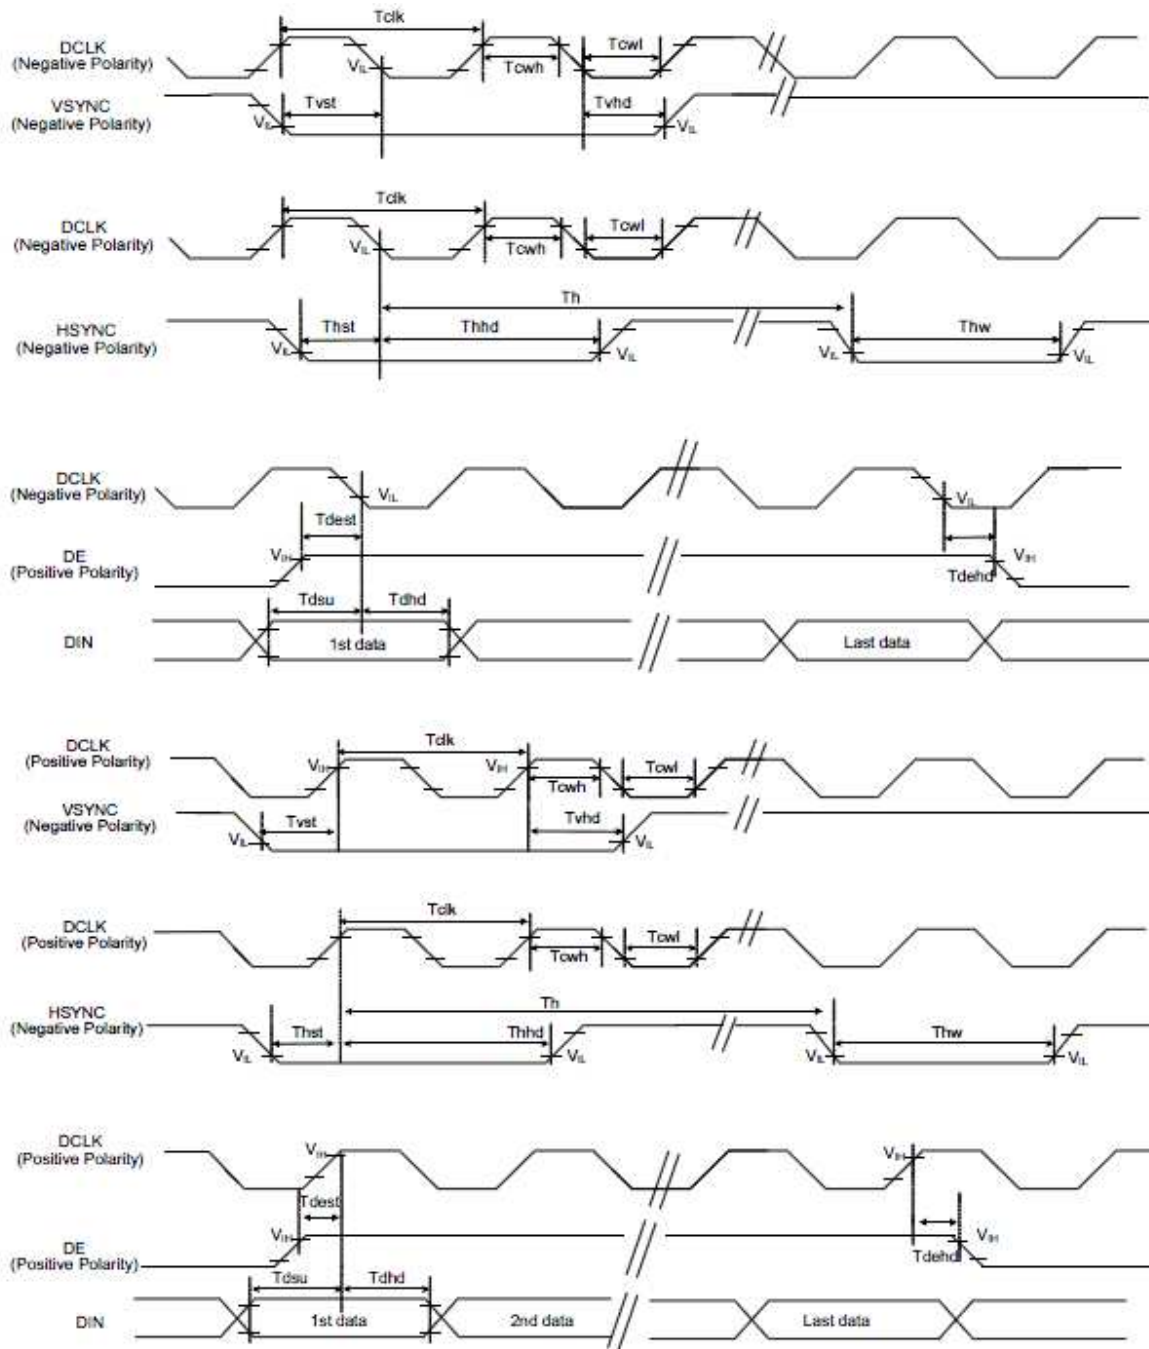 Tclk
DCLK
(Negative Polarity)
VIL
Tcwh
Tcwl
VSYNC
(Negative Polarity)
VIL
Tvst
Tvhd
VIL
Tclk
DCLK
(Negative Polarity)
VIL
Tcwh
Tcwl
Th
HSYNC
(Negative Polarity)
VIL
Thst
Thhd
VIL
VIL
Thw
VIL
DCLK
(Negative Polarity)
VIL
VIL
Tdest
DE
(Positive Polarity)
VIH
VIH
Tdehd
Tdsu
Tdhd
DIN
1st data
Last data
DCLK
(Positive Polarity)
VIH
Tclk
VIH
Tcwh
Tcwl
VSYNC
(Negative Polarity)
VIL
Tvst
Tvhd
VIL
DCLK
(Positive Polarity)
Tclk
Tcwh
Tcwl
Th
HSYNC
(Negative Polarity)
VIL
Thst
Thhd
VIL
VIL
Thw
VIL
DCLK
(Positive Polarity)
VIH
VIH
Tdest
DE
(Positive Polarity)
VIH
VIH
Tdehd
Tdsu
Tdhd
DIN
1st data
2nd data
Last data